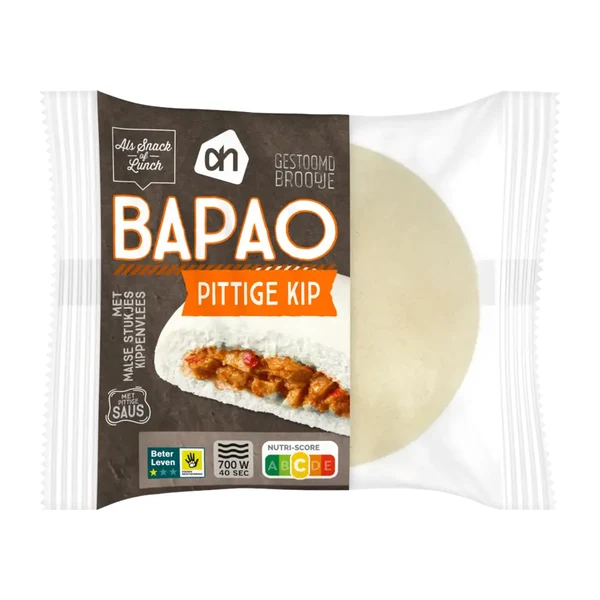 Als Snack
of
Lunch
ah
GESTOOMD
BROODJE
BAPAO
PITTIGE KIP
MET
MALSE STUKJES
KIPPENVLEES
MET
PITTIGE
SAUS
Beter
Leven
700 W
40 SEC
NUTRI-SCORE
A B C D E